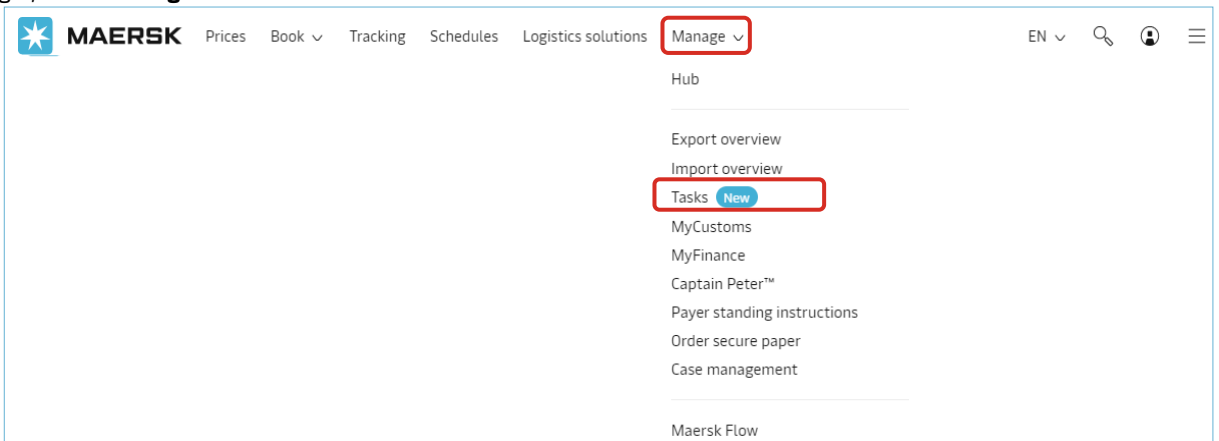 MAERSK Prices Book Tracking Schedules Logistics solutions Manage EN
Hub
Export overview
Import overview
Tasks New
MyCustoms
MyFinance
Captain Peter™
Payer standing instructions
Order secure paper
Case management
Maersk Flow